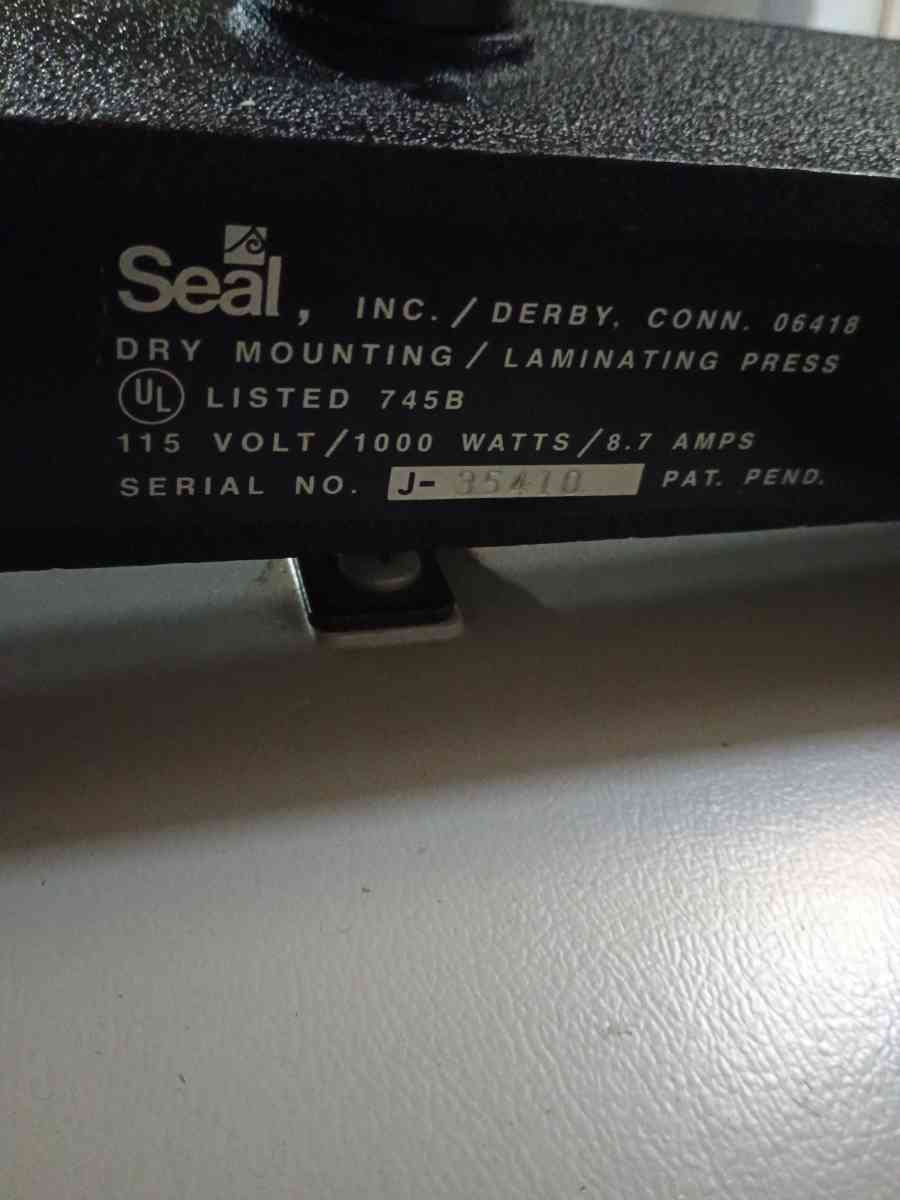 Seal, INC./DERBY, CONN. 06418
DRY MOUNTING/LAMINATING PRESS
UL LISTED 745B
115 VOLT/1000 WATTS/8.7 AMPS
SERIAL NO. J-35410 PAT. PEND.